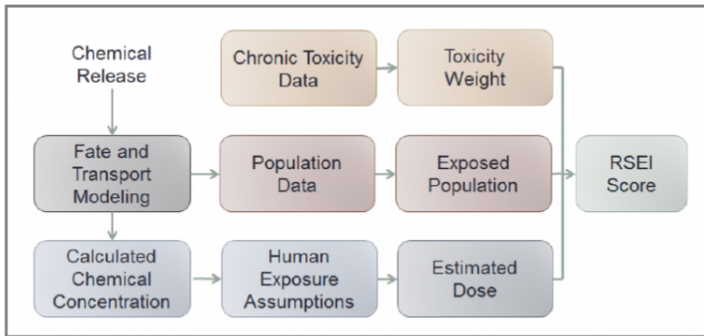 Chemical
Release
Chronic Toxicity
Data
Toxicity
Weight
Fate and
Transport
Modeling
Population
Data
Exposed
Population
RSEI
Score
Calculated
Chemical
Concentration
Human
Exposure
Assumptions
Estimated
Dose